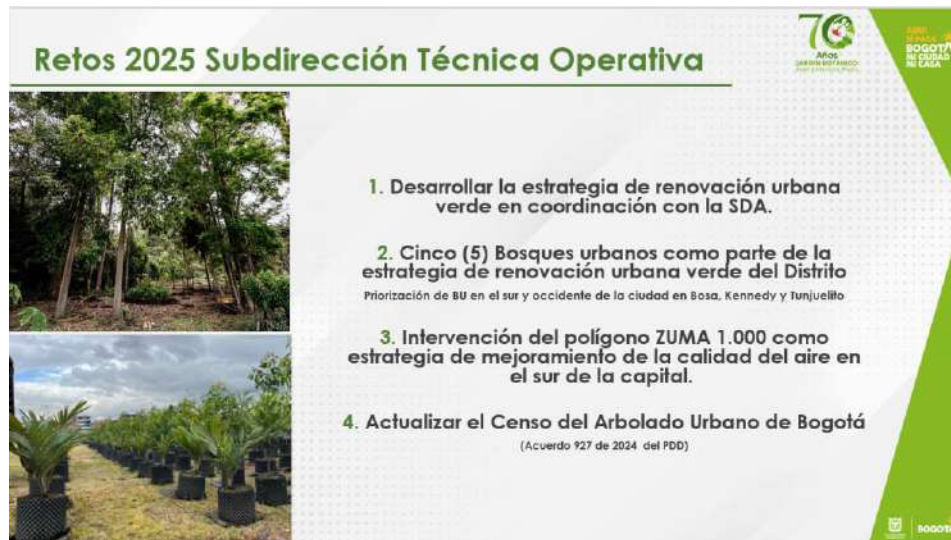 Retos 2025 Subdirección Técnica Operativa
70
Años
JARDÍN BOTÁNICO
BOGOTÁ
MI CIUDAD
MI CASA
1. Desarrollar la estrategia de renovación urbana
verde en coordinación con la SDA.
2. Cinco (5) Bosques urbanos como parte de la
estrategia de renovación urbana verde del Distrito
Priorización de BU en el sur y occidente de la ciudad en Bosa, Kennedy y Tunjuelito
3. Intervención del polígono ZUMA 1.000 como
estrategia de mejoramiento de la calidad del aire en
el sur de la capital.
4. Actualizar el Censo del Arbolado Urbano de Bogotá
(Acuerdo 927 de 2024 del PDD)
BOGOTÁ